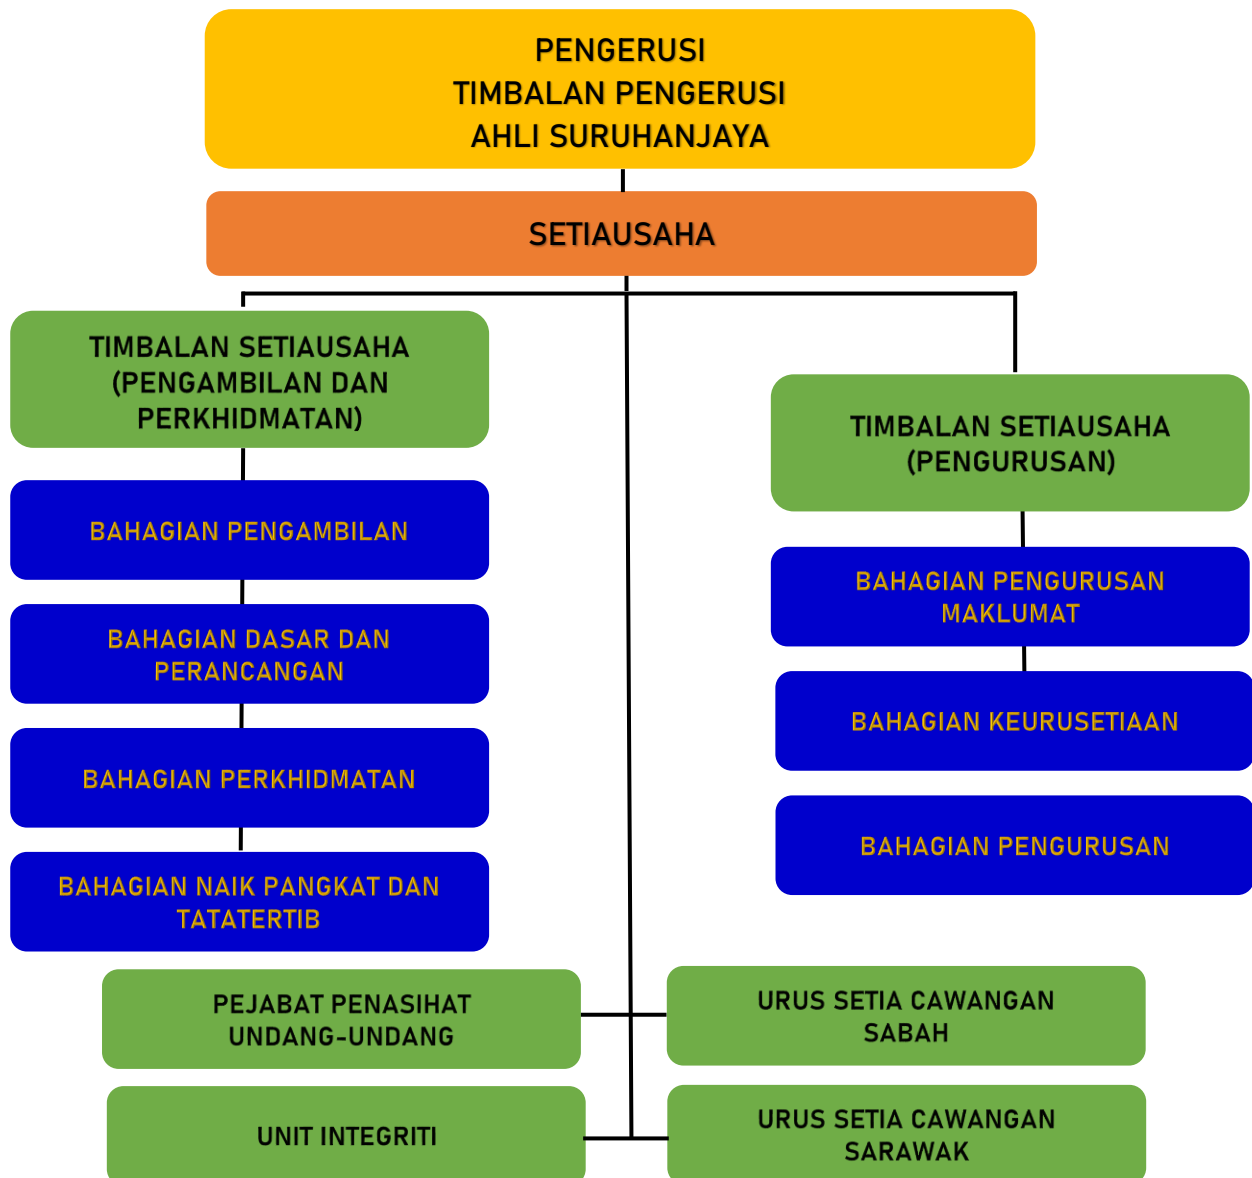 PENGERUSI
TIMBALAN PENGERUSI
AHLI SURUHANJAYA
SETIAUSAHA
TIMBALAN SETIAUSAHA
(PENGAMBILAN DAN
PERKHIDMATAN)
BAHAGIAN PENGAMBILAN
BAHAGIAN DASAR DAN
PERANCANGAN
BAHAGIAN PERKHIDMATAN
BAHAGIAN NAIK PANGKAT DAN
TATATERTIB
TIMBALAN SETIAUSAHA
(PENGURUSAN)
BAHAGIAN PENGURUSAN
MAKLUMAT
BAHAGIAN KEURUSETIAAN
BAHAGIAN PENGURUSAN
PEJABAT PENASIHAT
UNDANG-UNDANG
URUS SETIA CAWANGAN
SABAH
UNIT INTEGRITI
URUS SETIA CAWANGAN
SARAWAK